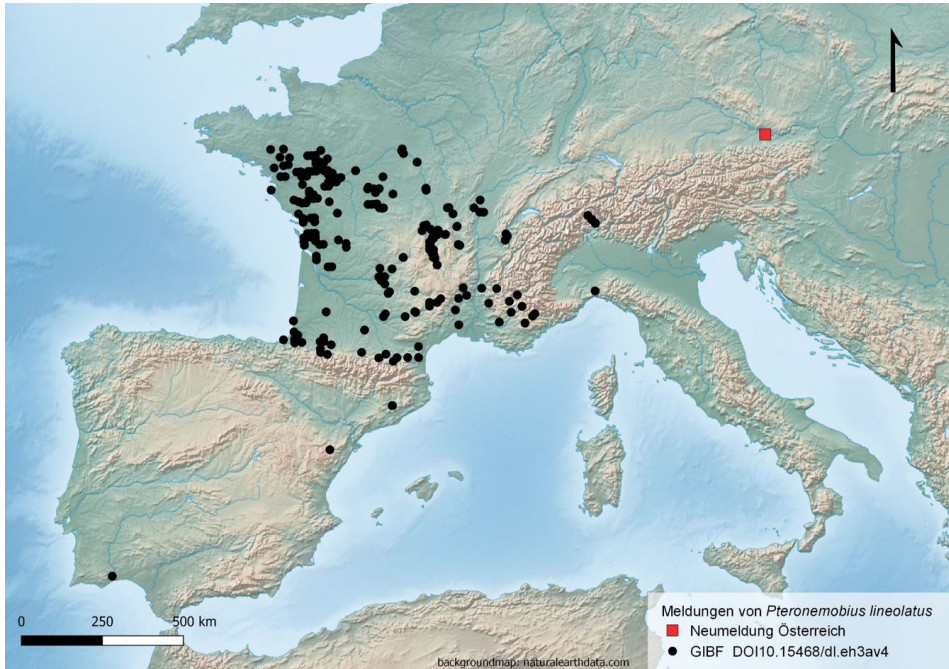 0 250 500 km
Meldungen von Pteronemobius lineolatus
Neumeldung Österreich
GIBF DOI10.15468/dl.eh3av4
backgroundmap: naturalearthdata.com